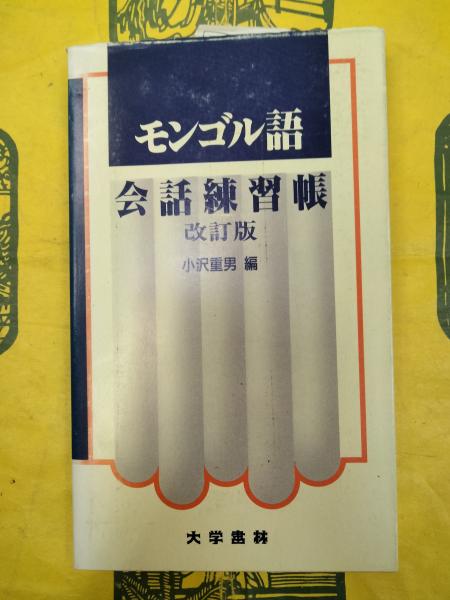 モンゴル語
会話練習帳
改訂版
小沢重男 編
大学書林